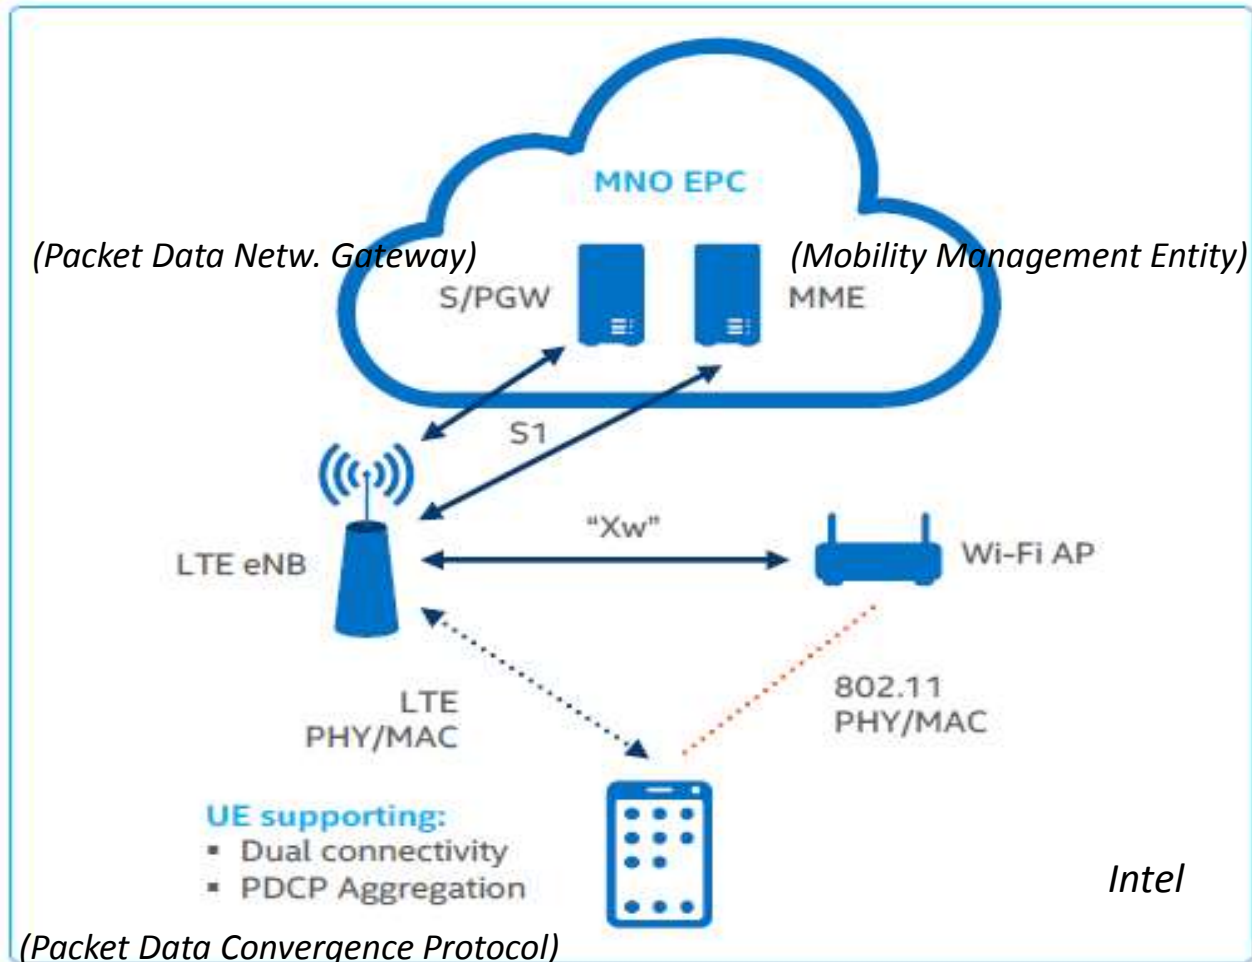 MNO EPC
(Packet Data Netw. Gateway)
(Mobility Management Entity)
S/PGW
MME
S1
“Xw”
LTE eNB
Wi-Fi AP
LTE
PHY/MAC
802.11
PHY/MAC
UE supporting:
▪ Dual connectivity
▪ PDCP Aggregation
Intel
(Packet Data Convergence Protocol)